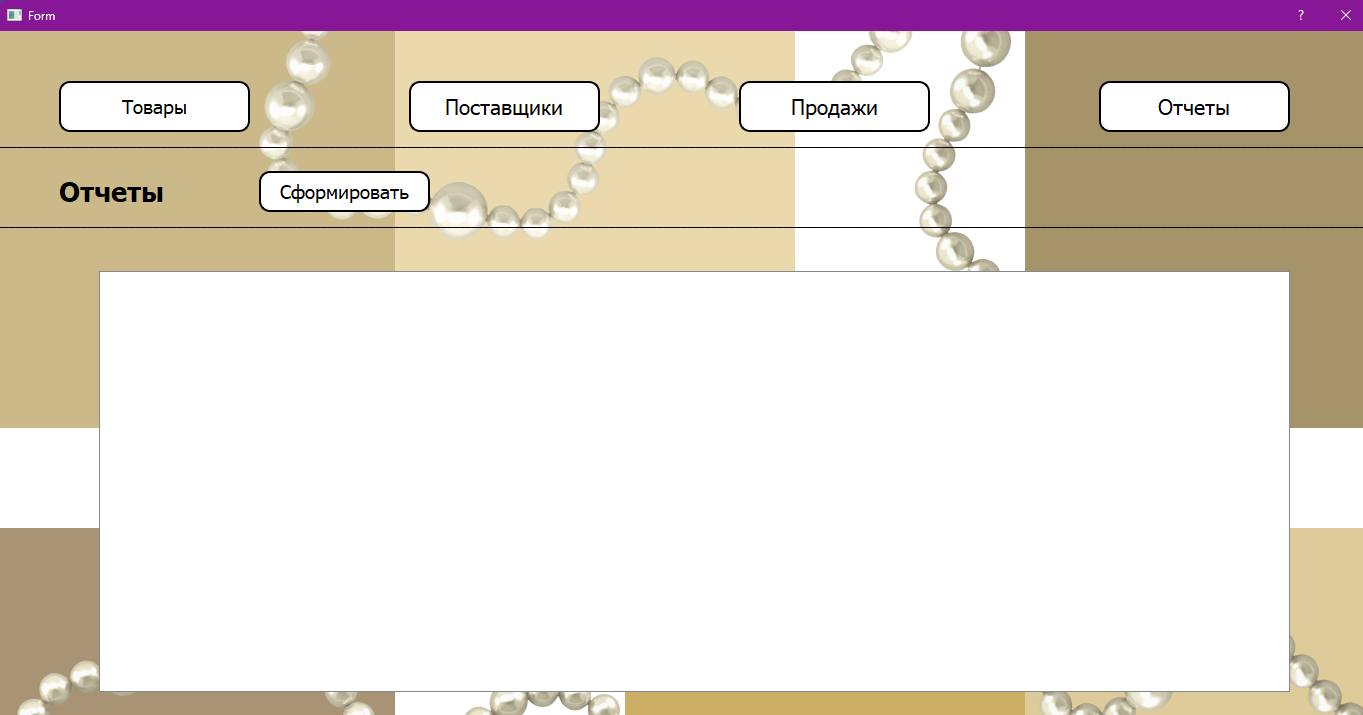 Form
Товары
Поставщики
Продажи
Отчеты
Отчеты
Сформировать